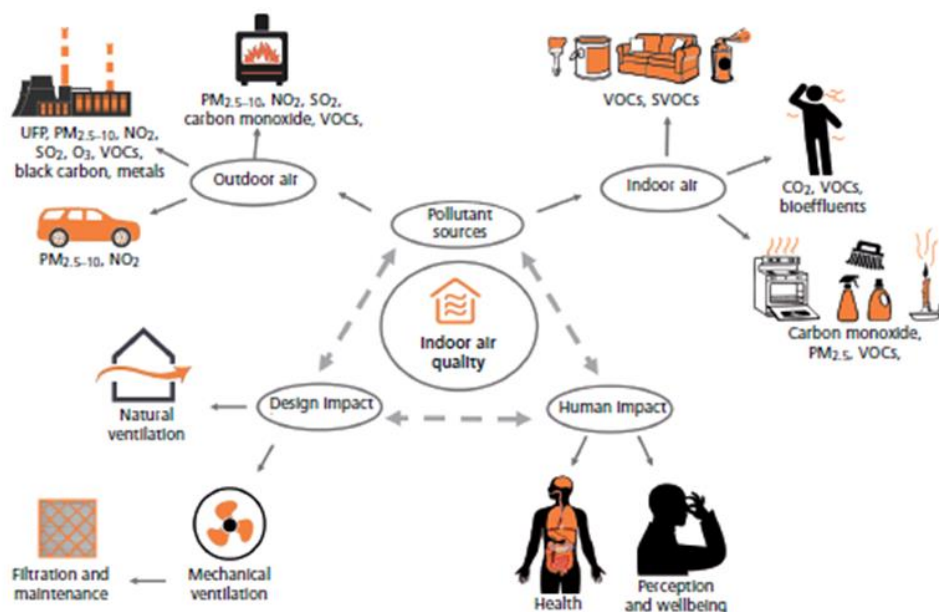 PM₂.₅₋₁₀, NO₂, SO₂,
carbon monoxide, VOCs,
UFP, PM₂.₅₋₁₀, NO₂,
SO₂, O₃, VOCs,
black carbon, metals
Outdoor air
PM₂.₅₋₁₀, NO₂
Pollutant
sources
VOCs, SVOCs
Indoor air
CO₂, VOCs,
bioeffluents
Carbon monoxide,
PM₂.₅, VOCs,
Indoor air
quality
Design Impact
Human Impact
Natural
ventilation
Mechanical
ventilation
Filtration and
maintenance
Health
Perception
and wellbeing